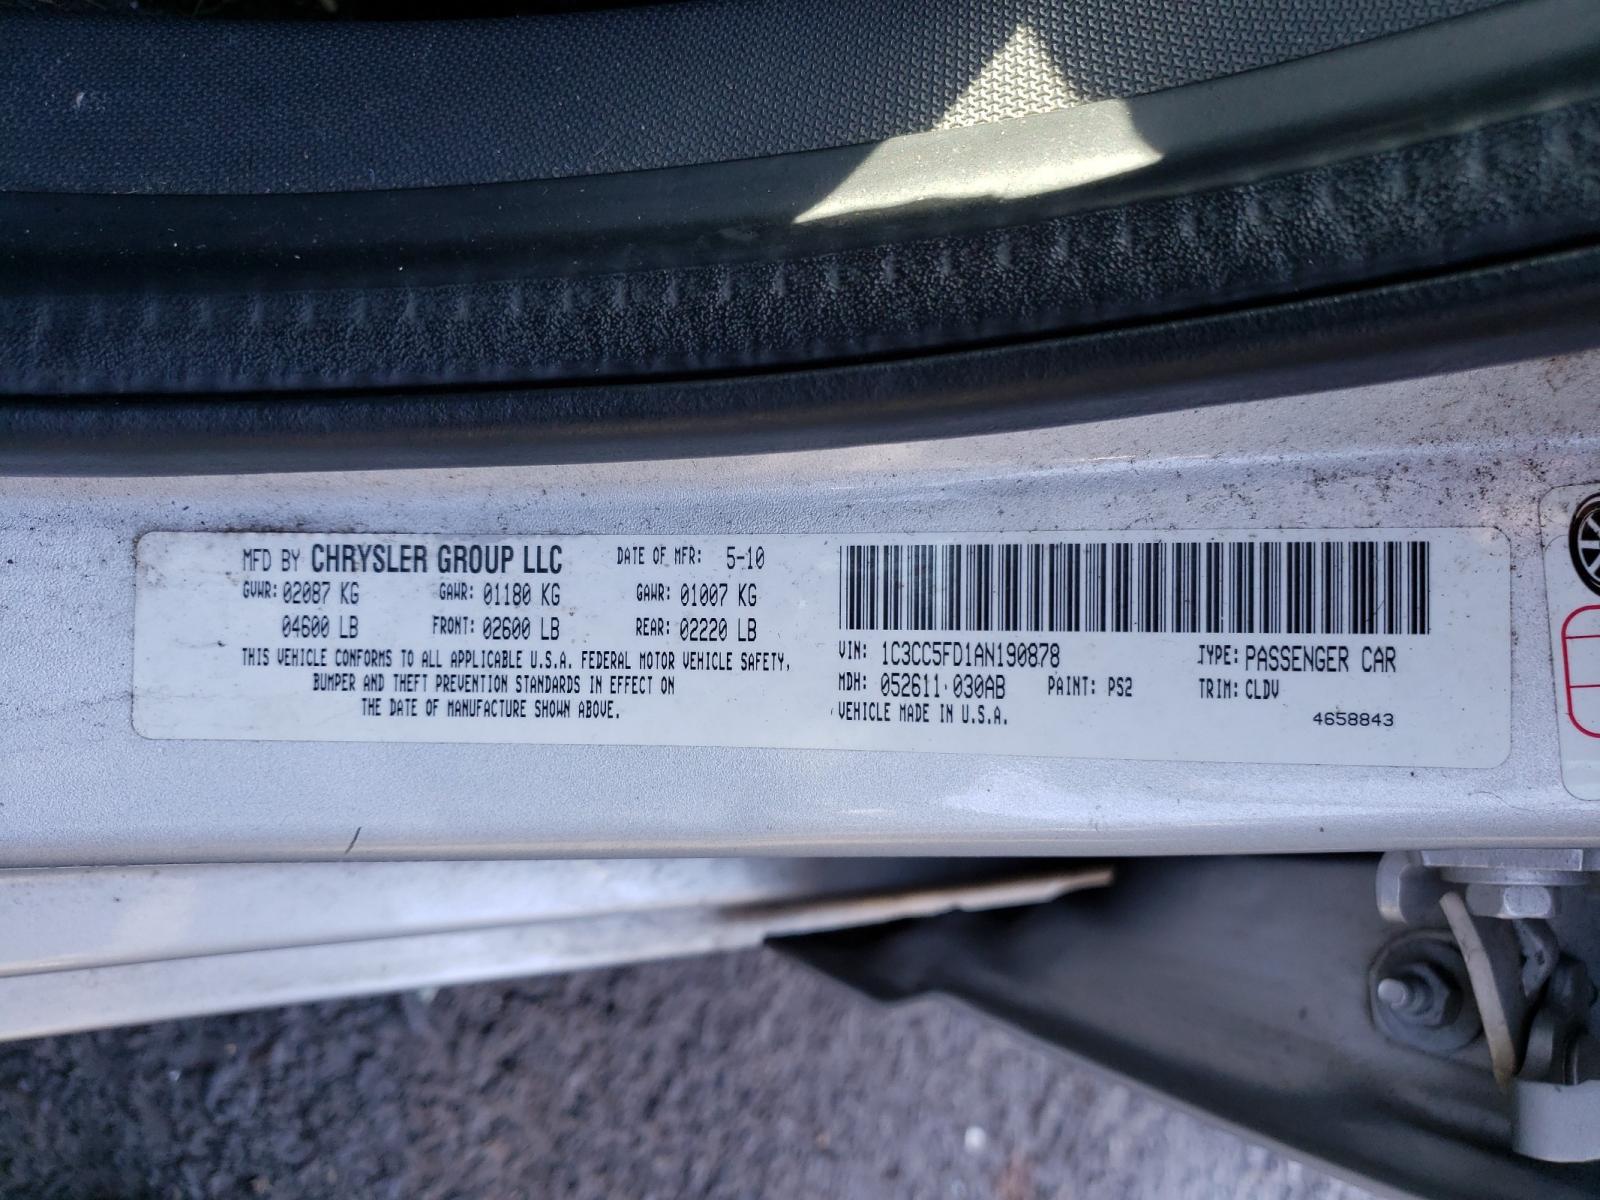 MFD BY CHRYSLER GROUP LLC DATE OF MFR: 5-10
GVWR: 02087 KG GAWR: 01180 KG GAWR: 01007 KG
04600 LB FRONT: 02600 LB REAR: 02220 LB
THIS VEHICLE CONFORMS TO ALL APPLICABLE U.S.A. FEDERAL MOTOR VEHICLE SAFETY,
BUMPER AND THEFT PREVENTION STANDARDS IN EFFECT ON
THE DATE OF MANUFACTURE SHOWN ABOVE.
VIN: 1C3CC5FD1AN190878 TYPE: PASSENGER CAR
MDH: 052611 030AB PAINT: PS2 TRIM: CLDV
VEHICLE MADE IN U.S.A. 4658843